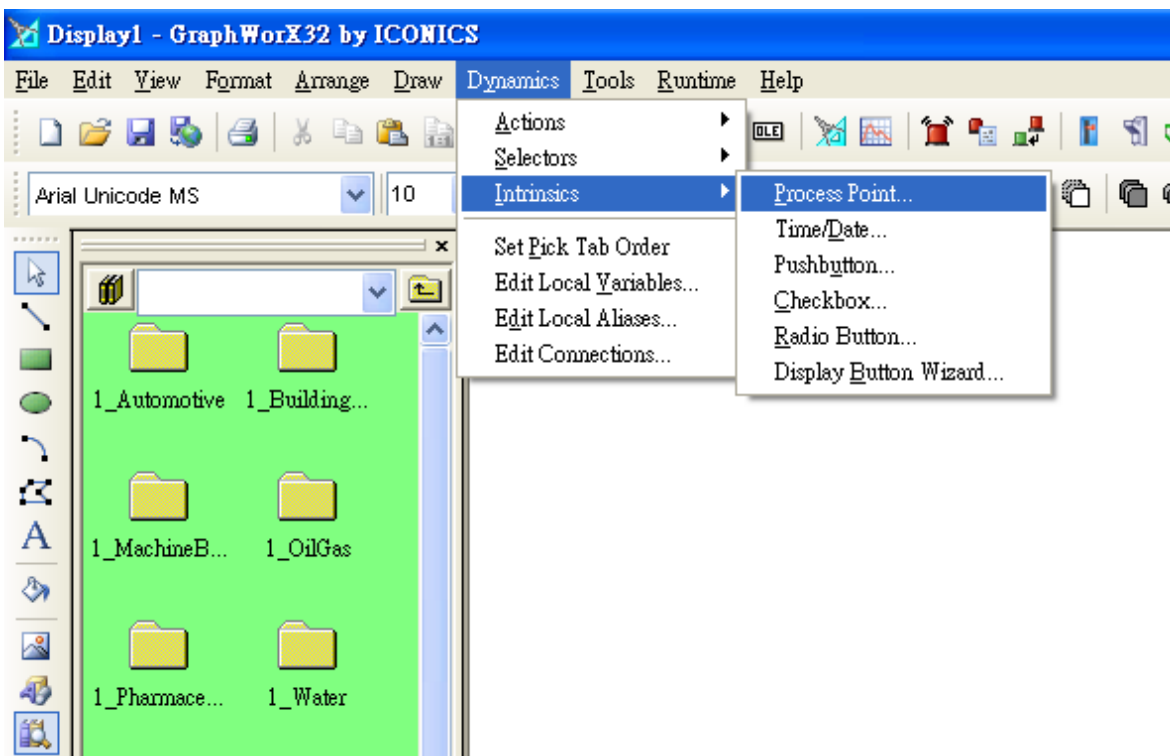 Display1 - GraphWorX32 by ICONICS
File Edit View Format Arrange Draw Dynamics Tools Runtime Help
Actions
OLE
Selectors
Arial Unicode MS 10
Intrinsics
Process Point...
Time/Date...
Set Pick Tab Order
Pushbutton...
Edit Local Variables...
Checkbox...
Edit Local Aliases...
Radio Button...
Edit Connections...
Display Button Wizard...
1_Automotive 1_Building...
A
1_MachineB... 1_OilGas
1_Pharmace... 1_Water